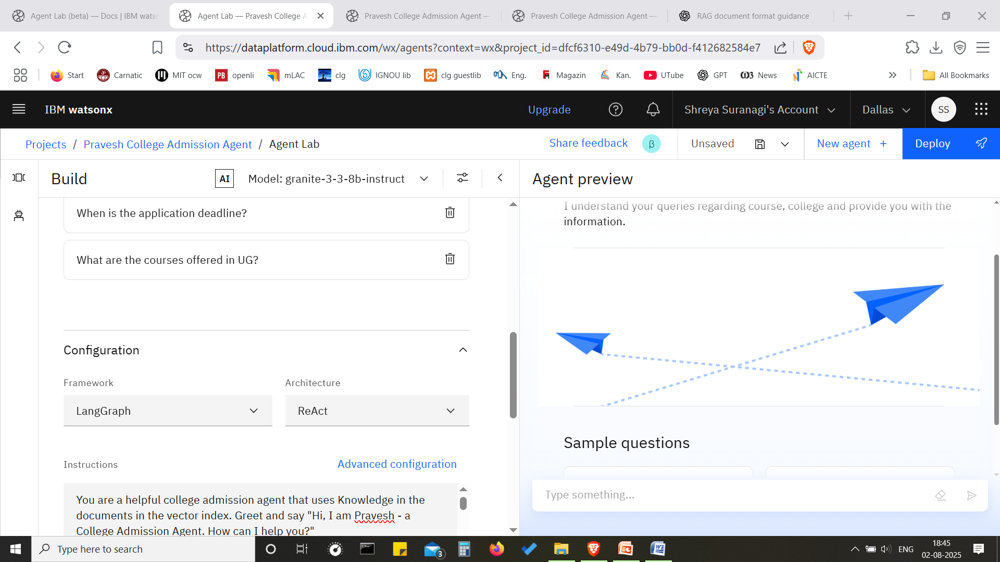 Agent Lab (beta) — Docs | IBM wats
Agent Lab — Pravesh College A
Pravesh College Admission Agent —
Pravesh College Admission Agent —
RAG document format guidance
https://dataplatform.cloud.ibm.com/wx/agents?context=wx&project_id=dfcf6310-e49d-4b79-bb0d-f412682584e7
Start
Carnatic
MIT ocw
PB openli
mLAC
clg
IGNOU lib
clg guestlib
Eng.
Magazin
Kan.
UTube
GPT
News
AICTE
All Bookmarks
IBM watsonx
Upgrade
Shreya Suranagi's Account
Dallas
SS
Projects / Pravesh College Admission Agent / Agent Lab
Share feedback
β
Unsaved
New agent +
Deploy
Build
AI
Model: granite-3-3-8b-instruct
Agent preview
When is the application deadline?
What are the courses offered in UG?
I understand your queries regarding course, college and provide you with the
information.
Configuration
Framework
Architecture
LangGraph
ReAct
Sample questions
Instructions
Advanced configuration
You are a helpful college admission agent that uses Knowledge in the
documents in the vector index. Greet and say "Hi, I am Pravesh - a
College Admission Agent. How can I help you?"
Type something...
Type here to search
3
ENG
18:45
02-08-2025